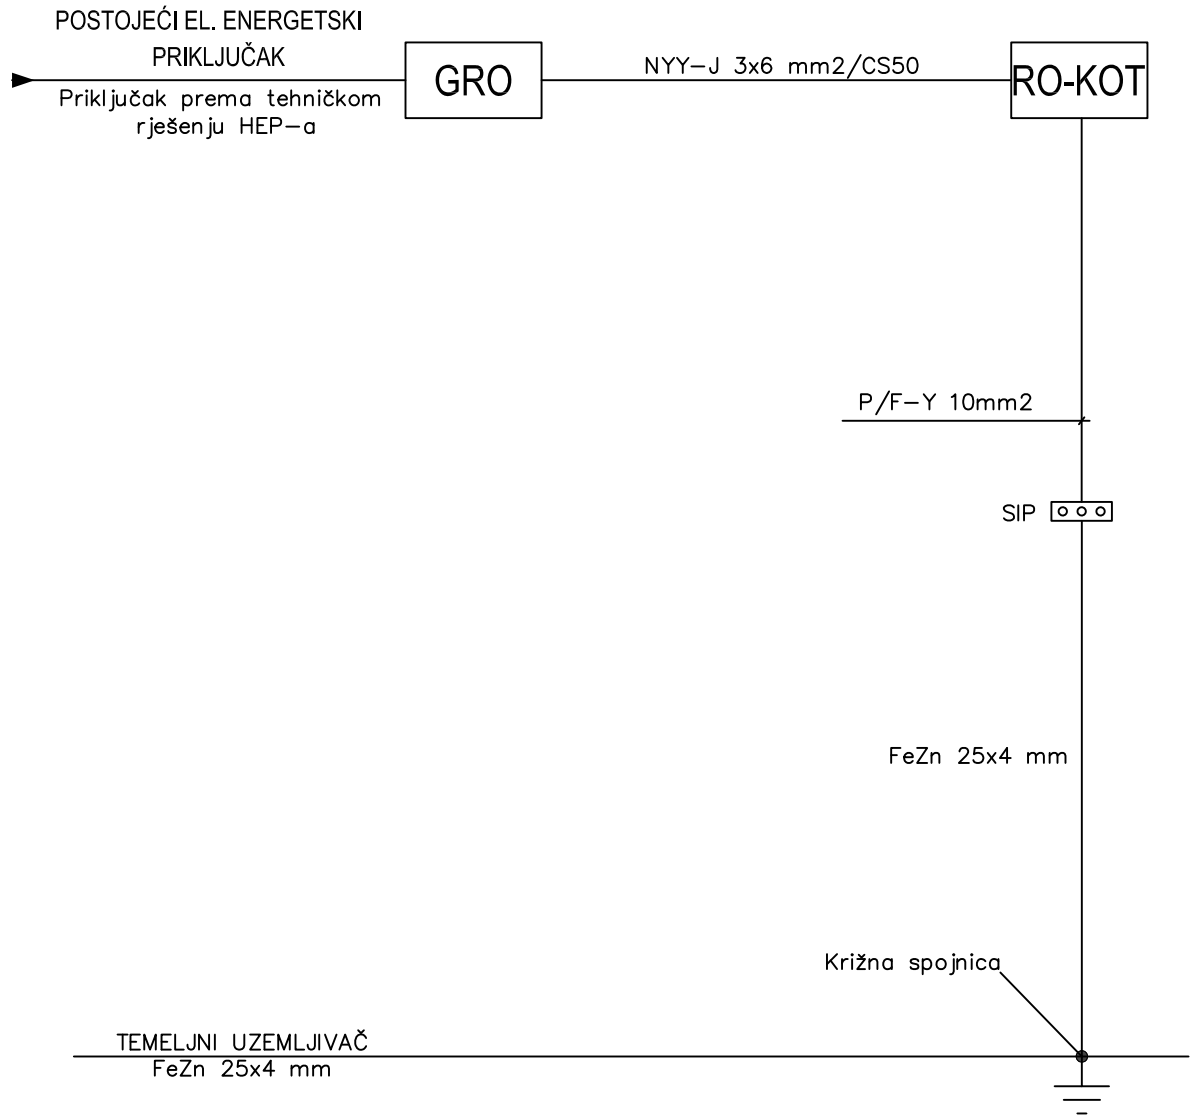 POSTOJEĆI EL. ENERGETSKI
PRIKLJUČAK
Priključak prema tehničkom
rješenju HEP-a
GRO
NYY-J 3x6 mm2/CS50
RO-KOT
P/F-Y 10mm2
SIP
FeZn 25x4 mm
Križna spojnica
TEMELJNI UZEMLJIVAČ
FeZn 25x4 mm